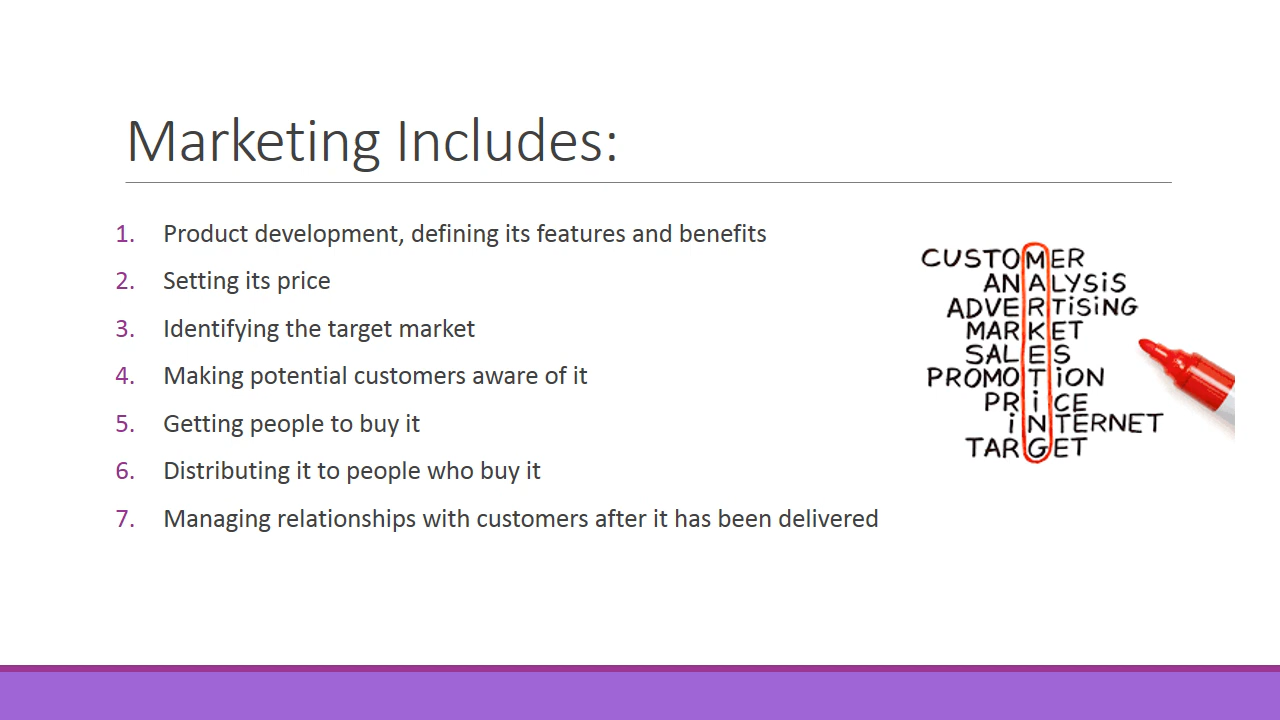 Marketing Includes:
1. Product development, defining its features and benefits
2. Setting its price
3. Identifying the target market
4. Making potential customers aware of it
5. Getting people to buy it
6. Distributing it to people who buy it
7. Managing relationships with customers after it has been delivered
CUSTOMER
ANALYSiS
ADVERTiSiNG
MARKET
SALES
PROMOTiON
PRiCE
iNTERNET
TARGET